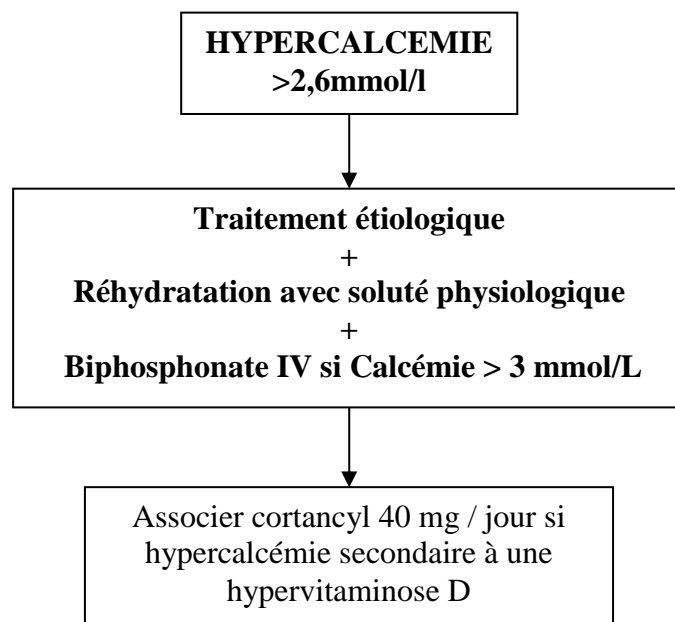 HYPERCALCEMIE
>2,6mmol/l
Traitement étiologique
+
Réhydratation avec soluté physiologique
+
Biphosphonate IV si Calcémie > 3 mmol/L
Associer cortancyl 40 mg / jour si
hypercalcémie secondaire à une
hypervitaminose D